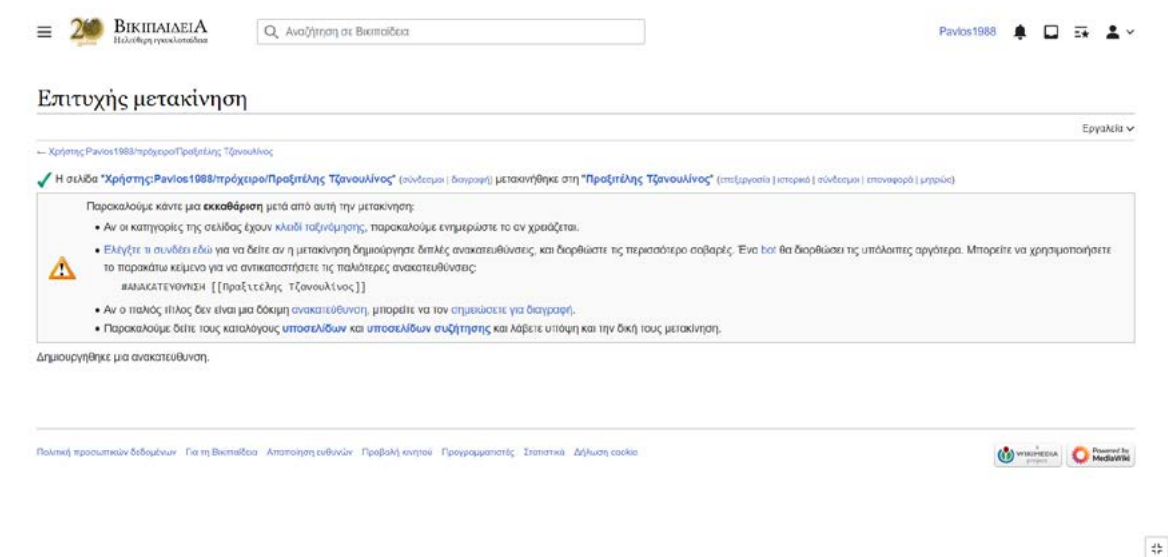 20 ΒΙΚΙΠΑΙΔΕΙΑ
Η ελεύθερη εγκυκλοπαίδεια
Αναζήτηση σε Βικιπαίδεια
Pavlos1988
Επιτυχής μετακίνηση
Εργαλεία
← Χρήστης:Pavlos1988/πρόχειρο/Πραξιτέλης Τζανουλίνος
Η σελίδα "Χρήστης:Pavlos1988/πρόχειρο/Πραξιτέλης Τζανουλίνος" (σύνδεσμοι | διαγραφή) μετακινήθηκε στη "Πραξιτέλης Τζανουλίνος" (επεξεργασία | ιστορικό | σύνδεσμοι | επαναφορά | μητρώο)
Παρακαλούμε κάντε μια εκκαθάριση μετά από αυτή την μετακίνηση:
• Αν οι κατηγορίες της σελίδας έχουν κλειδί ταξινόμησης, παρακαλούμε ενημερώστε το αν χρειάζεται.
• Ελέγξτε τι συνδέει εδώ για να δείτε αν η μετακίνηση δημιούργησε διπλές ανακατευθύνσεις, και διορθώστε τις περισσότερο σοβαρές. Ένα bot θα διορθώσει τις υπόλοιπες αργότερα. Μπορείτε να χρησιμοποιήσετε
το παρακάτω κείμενο για να αντικαταστήσετε τις παλιότερες ανακατευθύνσεις:
#ΑΝΑΚΑΤΕΥΘΥΝΣΗ [[Πραξιτέλης Τζανουλίνος]]
• Αν ο παλιός τίτλος δεν είναι μια δόκιμη ανακατεύθυνση, μπορείτε να τον σημειώσετε για διαγραφή.
• Παρακαλούμε δείτε τους καταλόγους υποσελίδων και υποσελίδων συζήτησης και λάβετε υπόψη και την δική τους μετακίνηση.
Δημιουργήθηκε μια ανακατεύθυνση.
Πολιτική προσωπικών δεδομένων Για τη Βικιπαίδεια Αποποίηση ευθυνών Προβολή κινητού Προγραμματιστές Στατιστικά Δήλωση cookie
a WIKIMEDIA project
Powered by MediaWiki